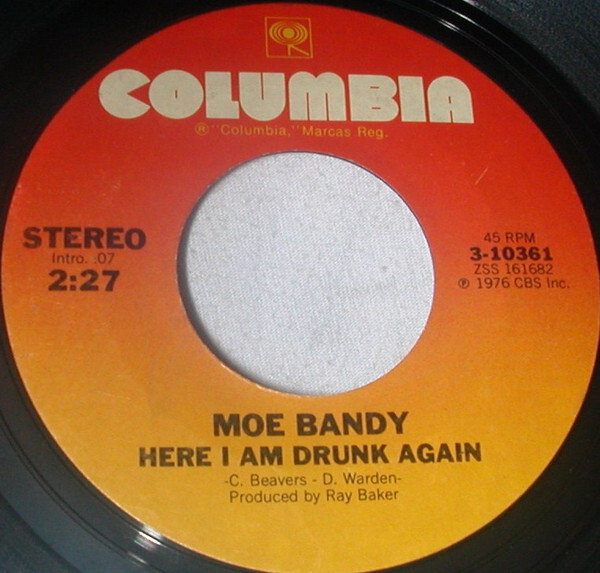 COLUMBIA
® "Columbia," Marcas Reg.
STEREO
Intro. :07
2:27
45 RPM
3-10361
ZSS 161682
℗ 1976 CBS Inc.
MOE BANDY
HERE I AM DRUNK AGAIN
-C. Beavers - D. Warden-
Produced by Ray Baker